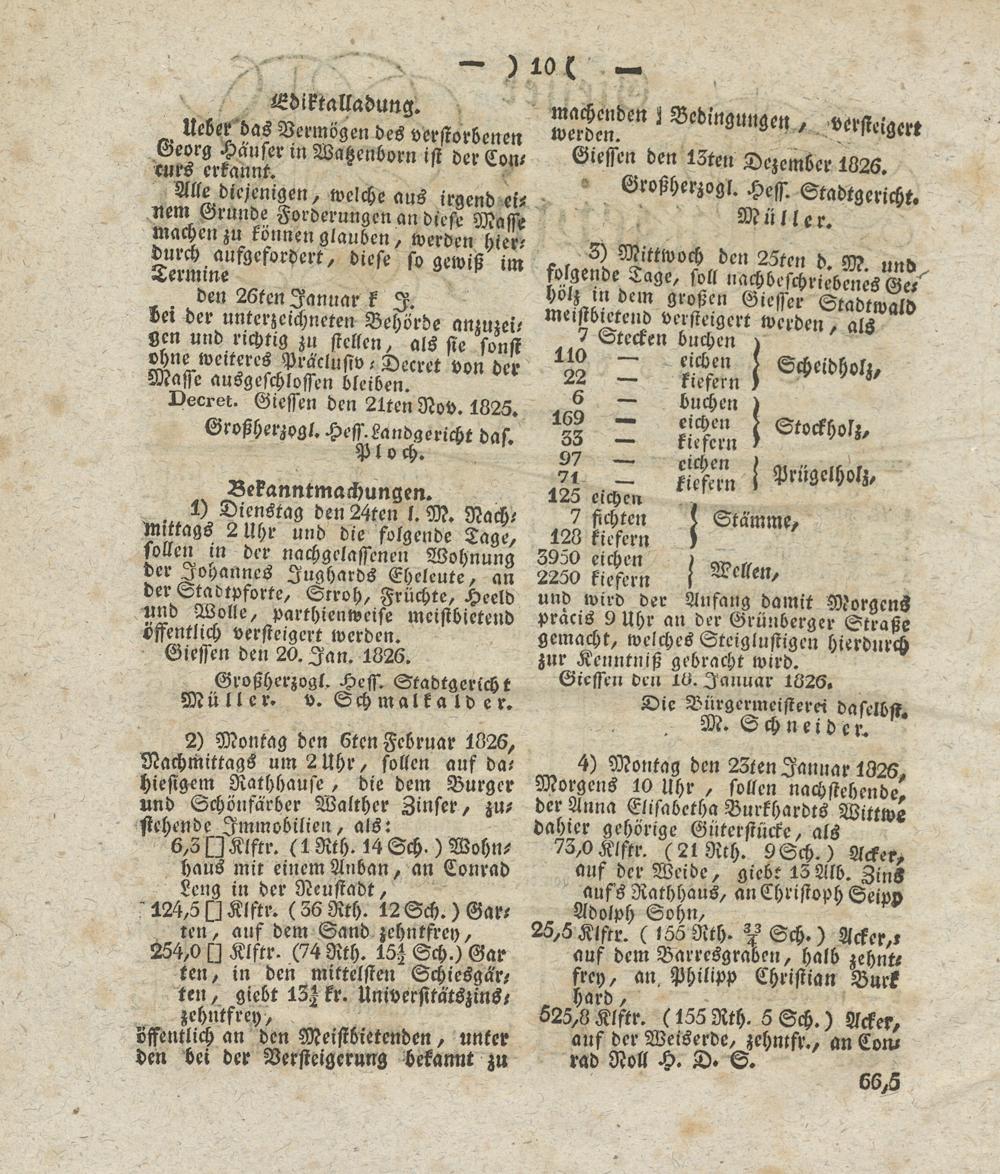 — ) 10 ( —
Ediktalladung.
Ueber das Vermögen des verstorbenen
Georg Häuser in Watzenborn ist der Con-
curs erkannt.
Alle diejenigen, welche aus irgend ei-
nem Grunde Forderungen an diese Masse
machen zu können glauben, werden hier-
durch aufgefordert, diese so gewiß im
Termine
den 26ten Januar k J.
bei der unterzeichneten Behörde anzuzei-
gen und richtig zu stellen, als sie sonst
ohne weiteres Präclusiv-Decret von der
Masse ausgeschlossen bleiben.
Decret. Giessen den 21ten Nov. 1825.
Großherzogl. Hess. Landgericht das.
Ploch.
Bekanntmachungen.
1) Dienstag den 24ten l. M. Nach-
mittags 2 Uhr und die folgende Tage,
sollen in der nachgelassenen Wohnung
der Johannes Jughards Eheleute, an
der Stadtpforte, Stroh, Früchte, Heeld
und Wolle, parthienweise meistbietend
öffentlich versteigert werden.
Giessen den 20. Jan. 1826.
Großherzogl. Hess. Stadtgericht
Müller. v. Schmalkalder.
2) Montag den 6ten Februar 1826,
Nachmittags um 2 Uhr, sollen auf da-
hiesigem Rathhause, die dem Burger
und Schönfärber Walther Zinser, zu-
stehende Immobilien, als:
6,3 [] Klftr. (1 Rth. 14 Sch.) Wohn-
haus mit einem Anban, an Conrad
Leng in der Neustadt,
124,5 [] Klftr. (36 Rth. 12 Sch.) Gar-
ten, auf dem Sand zehntfrey,
254,0 [] Klftr. (74 Rth. 15½ Sch.) Gar
ten, in den mittelsten Schiesgär-
ten, giebt 13½ kr. Universitätszins-
zehntfrey,
öffentlich an den Meistbietenden, unter
den bei der Versteigerung bekannt zu
machenden Bedingungen, versteigert
werden.
Giessen den 13ten Dezember 1826.
Großherzogl. Hess. Stadtgericht.
Müller.
3) Mittwoch den 25ten d. M. und
folgende Tage, soll nachbeschriebenes Ge-
hölz in dem großen Giesser Stadtwald
meistbietend versteigert werden, als
7 Stecken buchen
110 — eichen } Scheidholz,
22 — kiefern
6 — buchen
169 — eichen } Stockholz,
33 — kiefern
97 — eichen } Prügelholz,
71 — kiefern
125 eichen
7 fichten } Stämme,
128 kiefern
3950 eichen } Wellen,
2250 kiefern
und wird der Anfang damit Morgens
präcis 9 Uhr an der Grünberger Straße
gemacht, welches Steiglustigen hierdurch
zur Kenntniß gebracht wird.
Giessen den 18. Januar 1826.
Die Bürgermeisterei daselbst.
M. Schneider.
4) Montag den 23ten Januar 1826,
Morgens 10 Uhr, sollen nachstehende,
der Anna Elisabetha Burkhardts Wittwe
dahier gehörige Güterstücke, als
73,0 Klftr. (21 Rth. 9 Sch.) Acker,
auf der Weide, giebt 13 Alb. Zins
auf's Rathhaus, an Christoph Seipp
Adolph Sohn,
25,5 Klftr. (155 Rth. Sch.) Acker,
auf dem Barresgraben, halb zehnt-
frey, an Philipp Christian Burk
hard,
525,8 Klftr. (155 Rth. 5 Sch.) Acker,
auf der Weiserde, zehntfr., an Con-
rad Noll H. D. S.
66,5